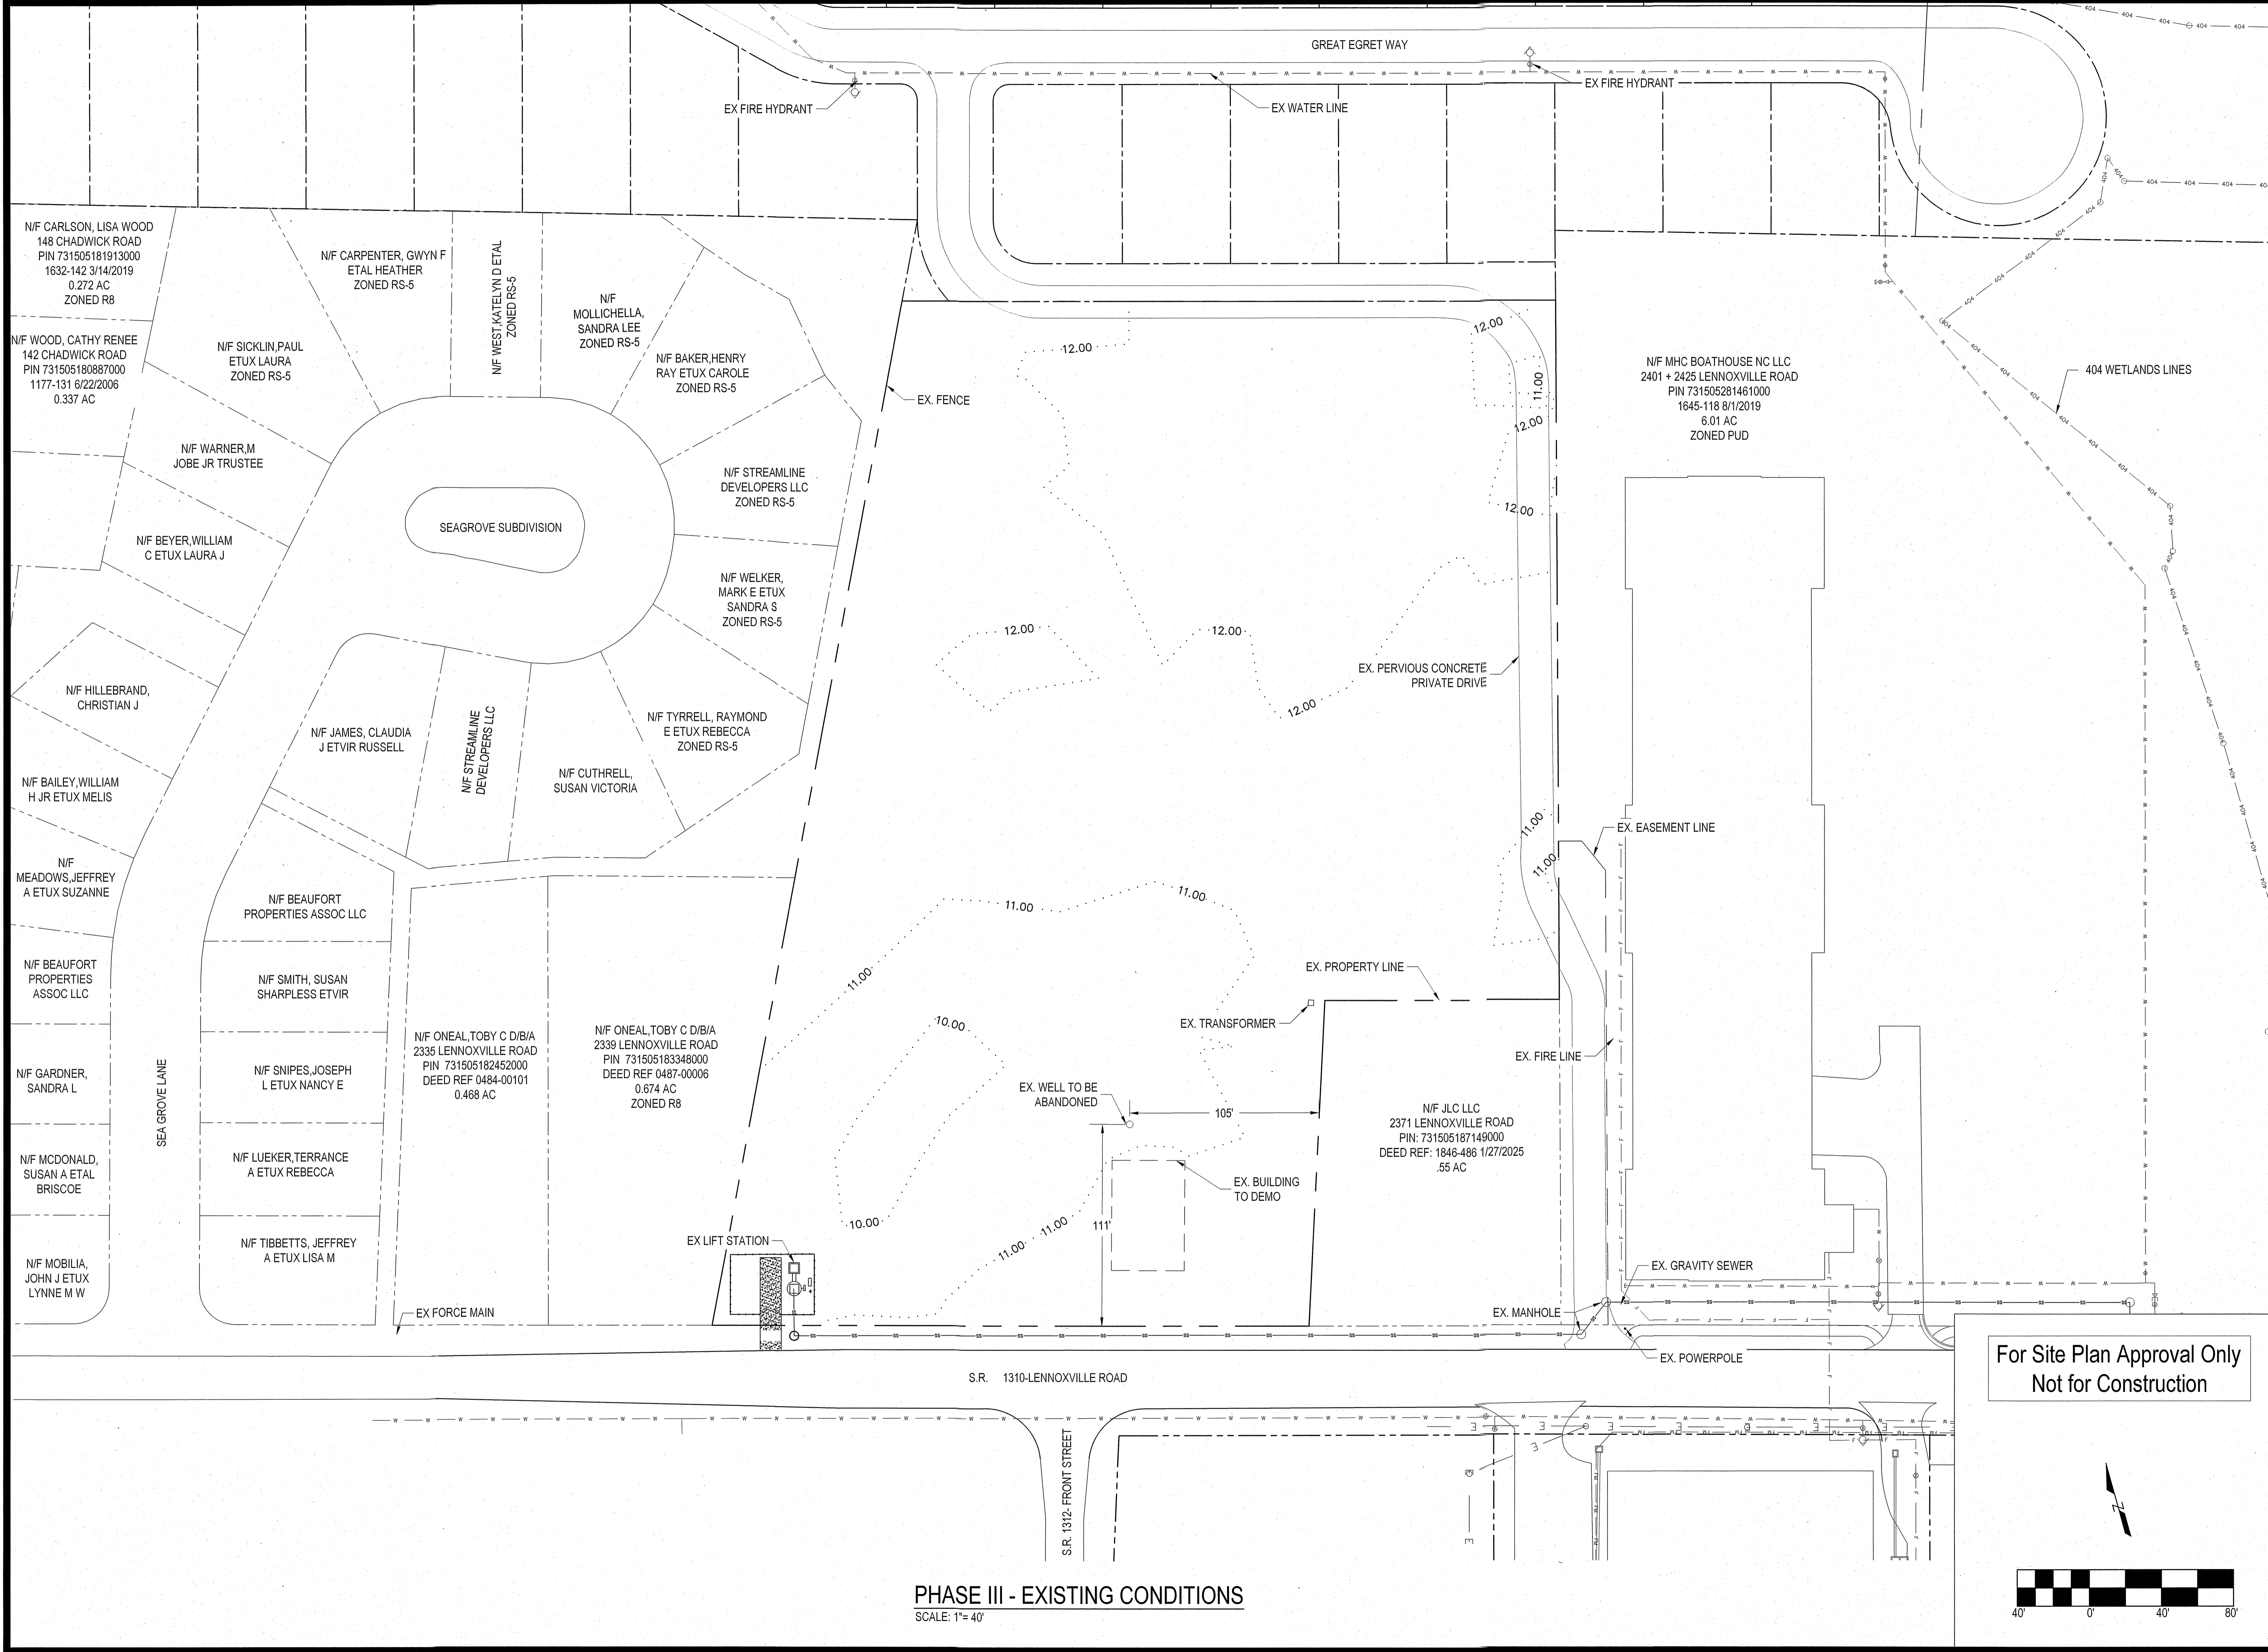 GREAT EGRET WAY
EX FIRE HYDRANT
EX WATER LINE
EX FIRE HYDRANT
N/F CARLSON, LISA WOOD
148 CHADWICK ROAD
PIN 731505181913000
1632-142 3/14/2019
0.272 AC
ZONED R8
N/F WOOD, CATHY RENEE
142 CHADWICK ROAD
PIN 731505180887000
1177-131 6/22/2006
0.337 AC
N/F SICKLIN,PAUL
ETUX LAURA
ZONED RS-5
N/F CARPENTER, GWYN F
ETAL HEATHER
ZONED RS-5
N/F WEST,KATELYN D ETAL
ZONED RS-5
N/F
MOLLICHELLA,
SANDRA LEE
ZONED RS-5
N/F BAKER,HENRY
RAY ETUX CAROLE
ZONED RS-5
N/F WARNER,M
JOBE JR TRUSTEE
N/F STREAMLINE
DEVELOPERS LLC
ZONED RS-5
SEAGROVE SUBDIVISION
N/F BEYER,WILLIAM
C ETUX LAURA J
N/F WELKER,
MARK E ETUX
SANDRA S
ZONED RS-5
N/F HILLEBRAND,
CHRISTIAN J
N/F JAMES, CLAUDIA
J ETVIR RUSSELL
N/F STREAMLINE
DEVELOPERS LLC
N/F CUTHRELL,
SUSAN VICTORIA
N/F TYRRELL, RAYMOND
E ETUX REBECCA
ZONED RS-5
N/F BAILEY,WILLIAM
H JR ETUX MELIS
N/F
MEADOWS,JEFFREY
A ETUX SUZANNE
N/F BEAUFORT
PROPERTIES ASSOC LLC
N/F BEAUFORT
PROPERTIES
ASSOC LLC
N/F SMITH, SUSAN
SHARPLESS ETVIR
N/F GARDNER,
SANDRA L
SEA GROVE LANE
N/F SNIPES,JOSEPH
L ETUX NANCY E
N/F MCDONALD,
SUSAN A ETAL
BRISCOE
N/F LUEKER,TERRANCE
A ETUX REBECCA
N/F MOBILIA,
JOHN J ETUX
LYNNE M W
N/F TIBBETTS, JEFFREY
A ETUX LISA M
N/F ONEAL,TOBY C D/B/A
2335 LENNOXVILLE ROAD
PIN 731505182452000
DEED REF 0484-00101
0.468 AC
N/F ONEAL,TOBY C D/B/A
2339 LENNOXVILLE ROAD
PIN 731505183348000
DEED REF 0487-00006
0.674 AC
ZONED R8
EX FORCE MAIN
EX LIFT STATION
EX. FENCE
12.00
12.00
11.00
12.00
12.00
12.00
12.00
12.00
EX. PERVIOUS CONCRETE
PRIVATE DRIVE
11.00
11.00
11.00
11.00
11.00
10.00
10.00
11.00
11.00
EX. PROPERTY LINE
EX. TRANSFORMER
EX. WELL TO BE
ABANDONED
105'
111'
EX. BUILDING
TO DEMO
N/F MHC BOATHOUSE NC LLC
2401 + 2425 LENNOXVILLE ROAD
PIN 731505281461000
1645-118 8/1/2019
6.01 AC
ZONED PUD
404 WETLANDS LINES
EX. EASEMENT LINE
EX. FIRE LINE
N/F JLC LLC
2371 LENNOXVILLE ROAD
PIN: 731505187149000
DEED REF: 1846-486 1/27/2025
.55 AC
EX. GRAVITY SEWER
EX. MANHOLE
EX. POWERPOLE
S.R. 1310-LENNOXVILLE ROAD
S.R. 1312- FRONT STREET
For Site Plan Approval Only
Not for Construction
40' 0' 40' 80'
PHASE III - EXISTING CONDITIONS
SCALE: 1"= 40'